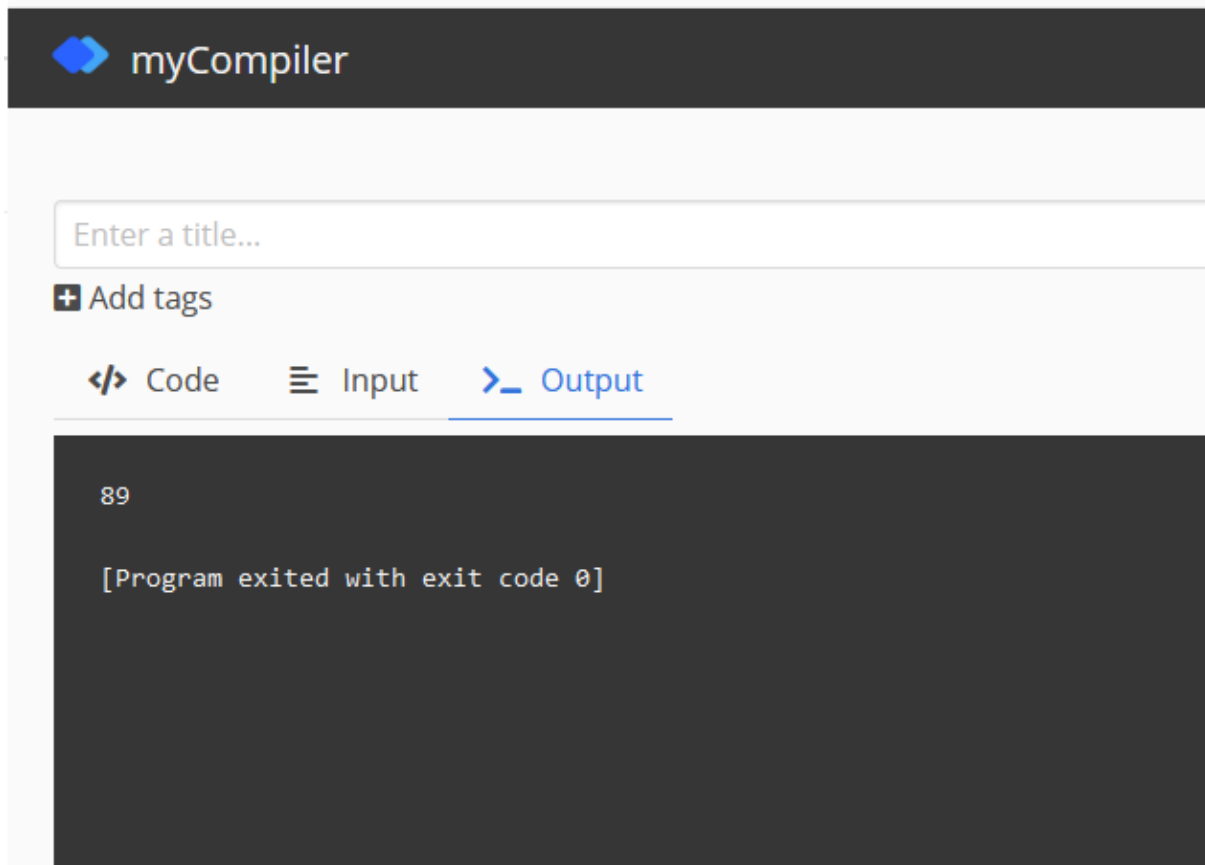 myCompiler
Enter a title...
Add tags
Code Input Output
89
[Program exited with exit code 0]